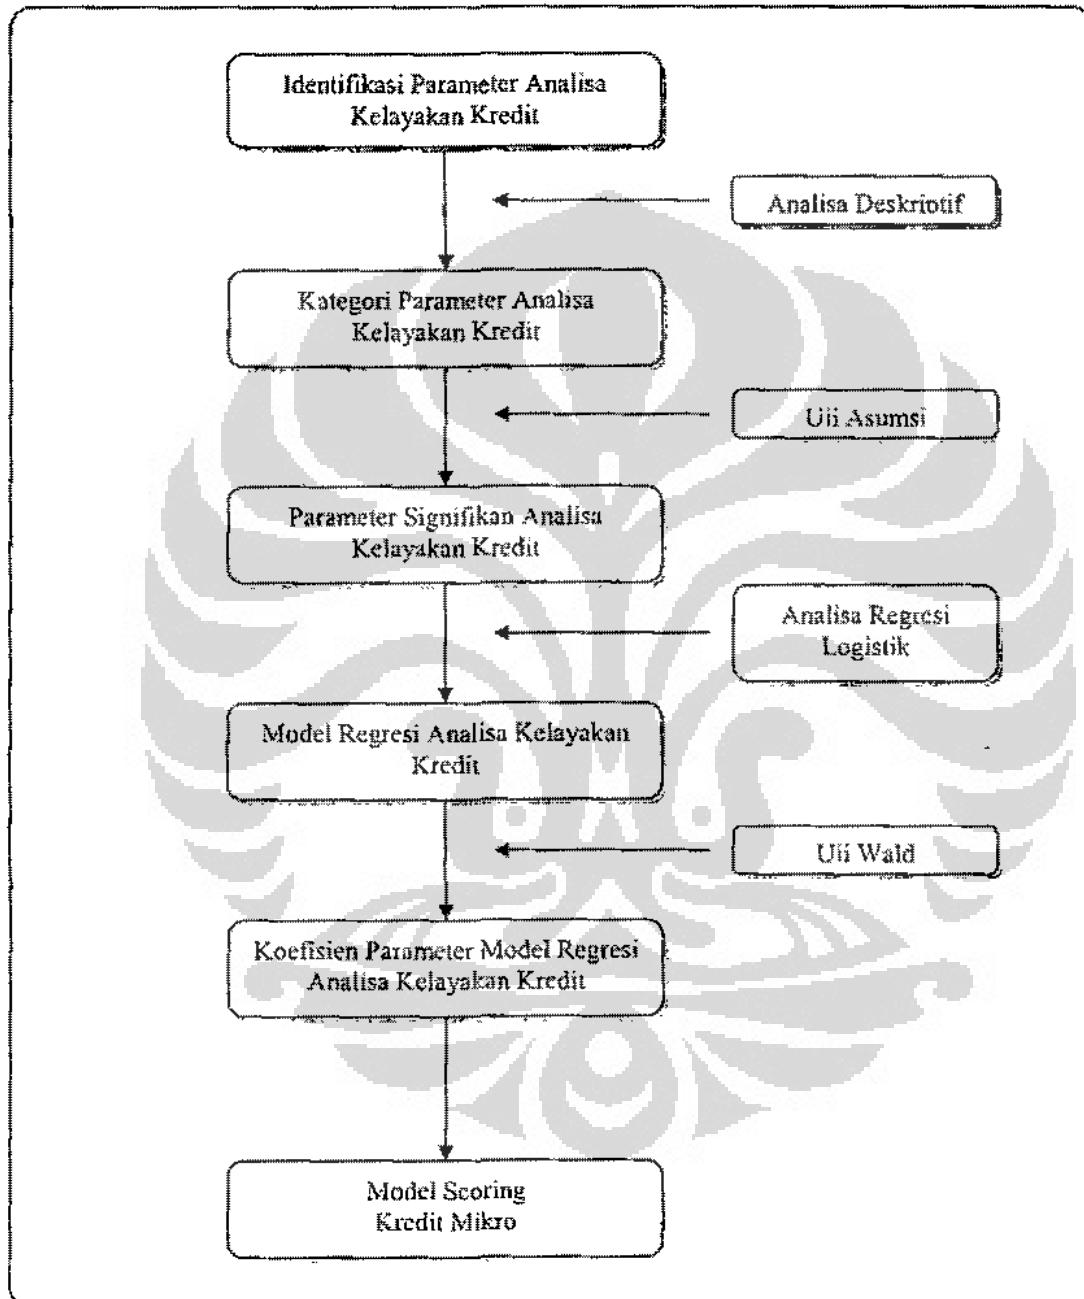 Identifikasi Parameter Analisa
Kelayakan Kredit
Analisa Deskriptif
Kategori Parameter Analisa
Kelayakan Kredit
Uji Asumsi
Parameter Signifikan Analisa
Kelayakan Kredit
Analisa Regresi
Logistik
Model Regresi Analisa Kelayakan
Kredit
Uji Wald
Koefisien Parameter Model Regresi
Analisa Kelayakan Kredit
Model Scoring
Kredit Mikro